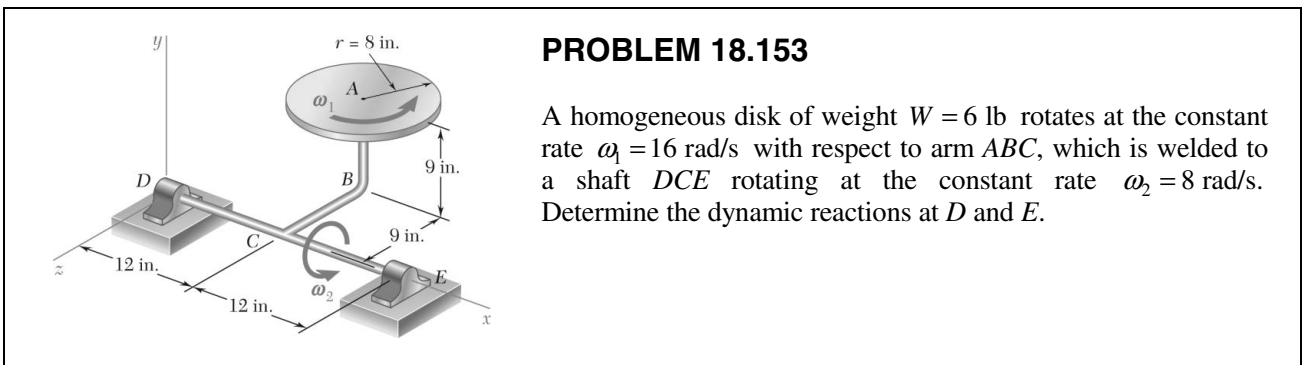 PROBLEM 18.153
A homogeneous disk of weight W = 6 lb rotates at the constant
rate ω₁ = 16 rad/s with respect to arm ABC, which is welded to
a shaft DCE rotating at the constant rate ω₂ = 8 rad/s.
Determine the dynamic reactions at D and E.
y
r = 8 in.
A
ω₁
9 in.
D
B
C
9 in.
z
12 in.
E
ω₂
12 in.
x